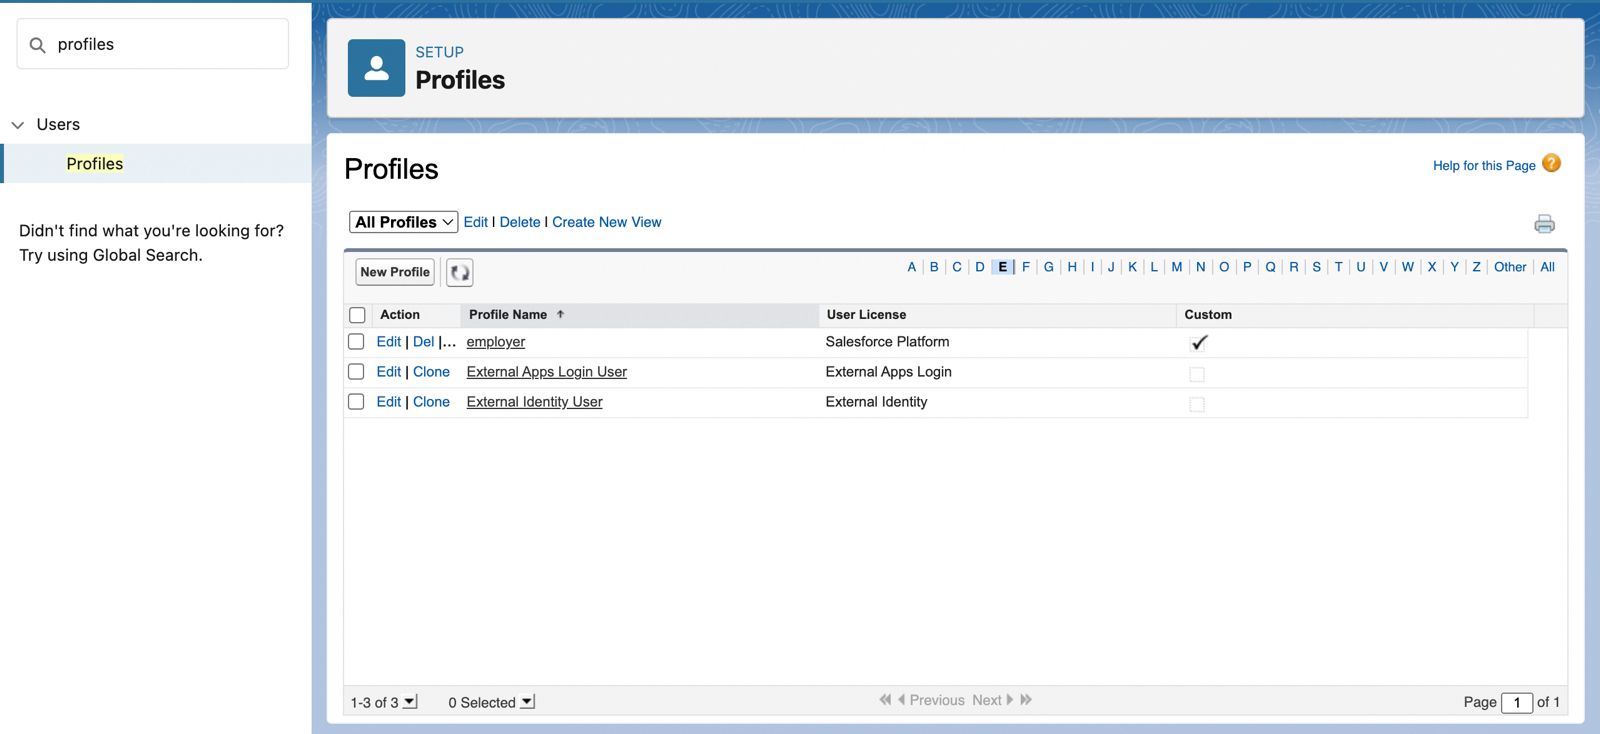 profiles
Users
Profiles
Didn't find what you're looking for?
Try using Global Search.
SETUP
Profiles
Profiles
Help for this Page ?
All Profiles Edit | Delete | Create New View
New Profile
A | B | C | D | E | F | G | H | I | J | K | L | M | N | O | P | Q | R | S | T | U | V | W | X | Y | Z | Other | All
Action Profile Name ↑ User License Custom
Edit | Del |... employer Salesforce Platform ✓
Edit | Clone External Apps Login User External Apps Login
Edit | Clone External Identity User External Identity
1-3 of 3 0 Selected Previous Next Page 1 of 1